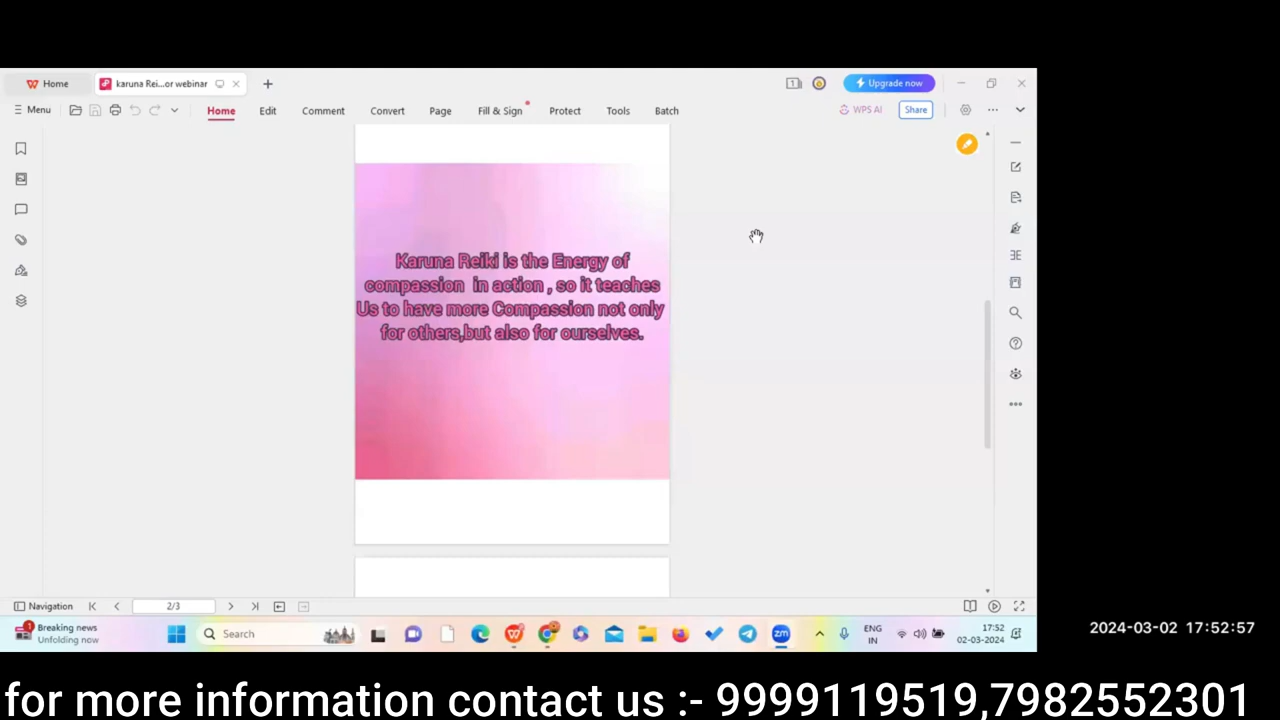 Home
karuna Rei...or webinar
Upgrade now
Menu
Home
Edit
Comment
Convert
Page
Fill & Sign
Protect
Tools
Batch
WPS AI
Share
Karuna Reiki is the Energy of
compassion in action , so it teaches
Us to have more Compassion not only
for others,but also for ourselves.
Navigation
2/3
Breaking news
Unfolding now
Search
zm
ENG
IN
17:52
02-03-2024
2024-03-02 17:52:57
for more information contact us :- 9999119519,7982552301